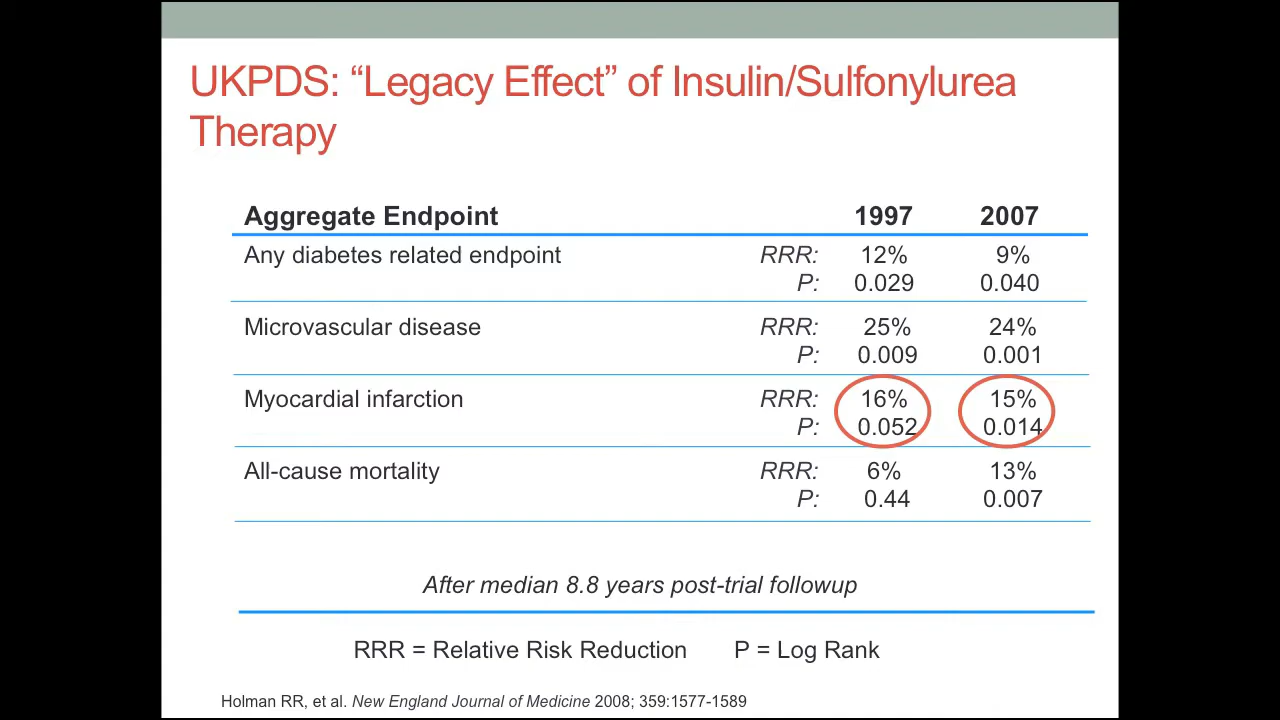 UKPDS: “Legacy Effect” of Insulin/Sulfonylurea
Therapy
Aggregate Endpoint 1997 2007
Any diabetes related endpoint RRR: 12% 9%
P: 0.029 0.040
Microvascular disease RRR: 25% 24%
P: 0.009 0.001
Myocardial infarction RRR: 16% 15%
P: 0.052 0.014
All-cause mortality RRR: 6% 13%
P: 0.44 0.007
After median 8.8 years post-trial followup
RRR = Relative Risk Reduction P = Log Rank
Holman RR, et al. New England Journal of Medicine 2008; 359:1577-1589